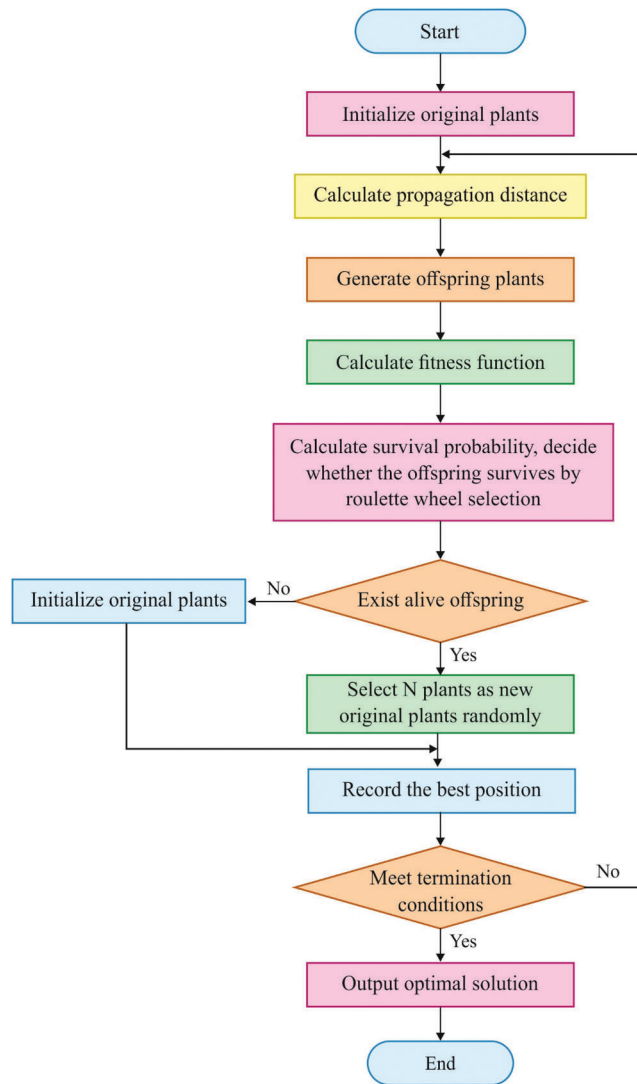 Start
Initialize original plants
Calculate propagation distance
Generate offspring plants
Calculate fitness function
Calculate survival probability, decide
whether the offspring survives by
roulette wheel selection
Exist alive offspring
No
Initialize original plants
Yes
Select N plants as new
original plants randomly
Record the best position
Meet termination
conditions
No
Yes
Output optimal solution
End